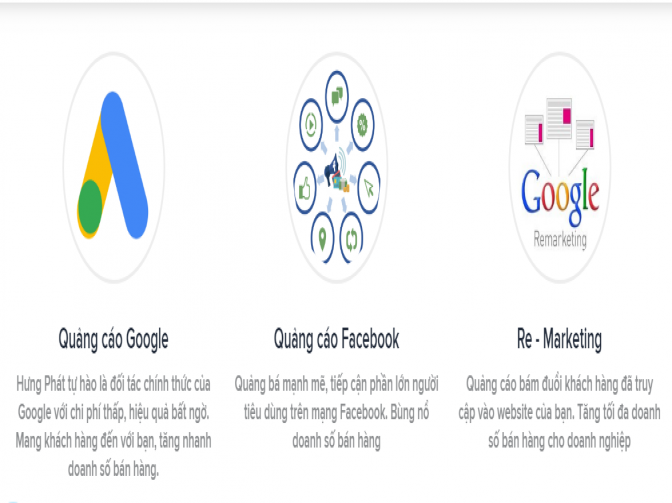 Google
Remarketing
Quảng cáo Google
Hưng Phát tự hào là đối tác chính thức của
Google với chi phí thấp, hiệu quả bất ngờ.
Mang khách hàng đến với bạn, tăng nhanh
doanh số bán hàng.
Quảng cáo Facebook
Quảng bá mạnh mẽ, tiếp cận phần lớn người
tiêu dùng trên mạng Facebook. Bùng nổ
doanh số bán hàng
Re - Marketing
Quảng cáo bám đuổi khách hàng đã truy
cập vào website của bạn. Tăng tối đa doanh
số bán hàng cho doanh nghiệp